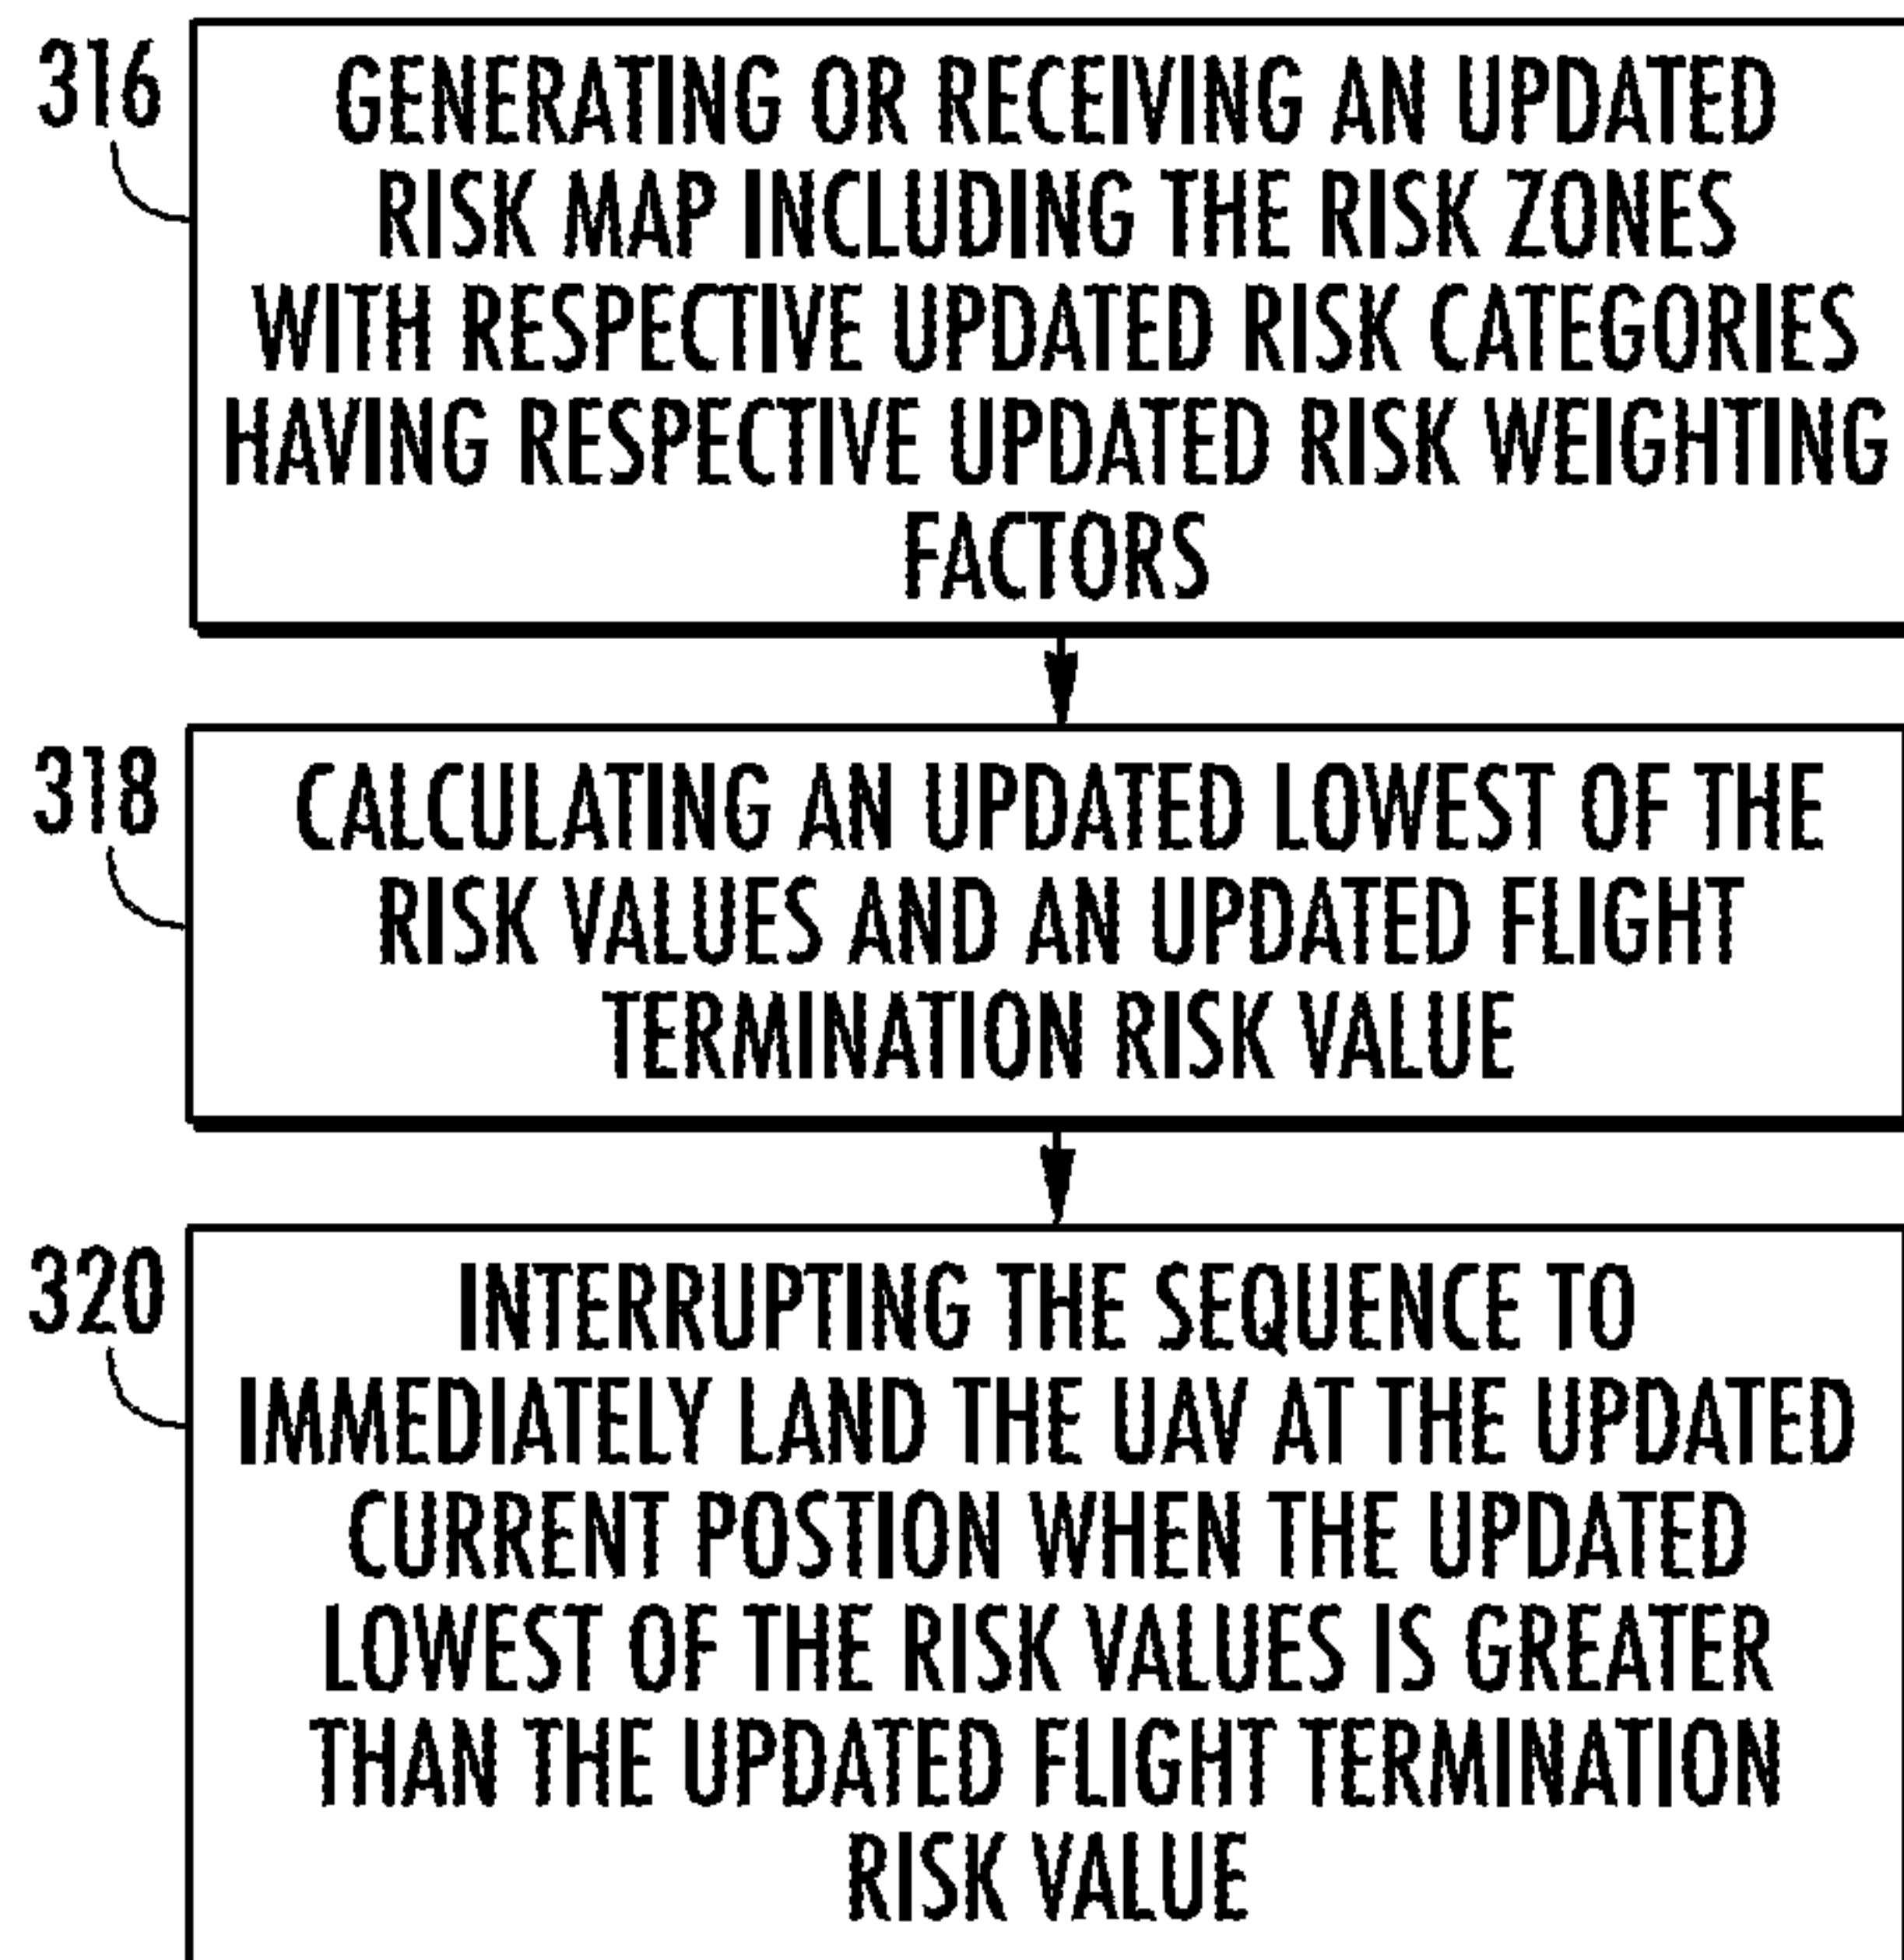 316
GENERATING OR RECEIVING AN UPDATED
RISK MAP INCLUDING THE RISK ZONES
WITH RESPECTIVE UPDATED RISK CATEGORIES
HAVING RESPECTIVE UPDATED RISK WEIGHTING
FACTORS
318
CALCULATING AN UPDATED LOWEST OF THE
RISK VALUES AND AN UPDATED FLIGHT
TERMINATION RISK VALUE
320
INTERRUPTING THE SEQUENCE TO
IMMEDIATELY LAND THE UAV AT THE UPDATED
CURRENT POSTION WHEN THE UPDATED
LOWEST OF THE RISK VALUES IS GREATER
THAN THE UPDATED FLIGHT TERMINATION
RISK VALUE